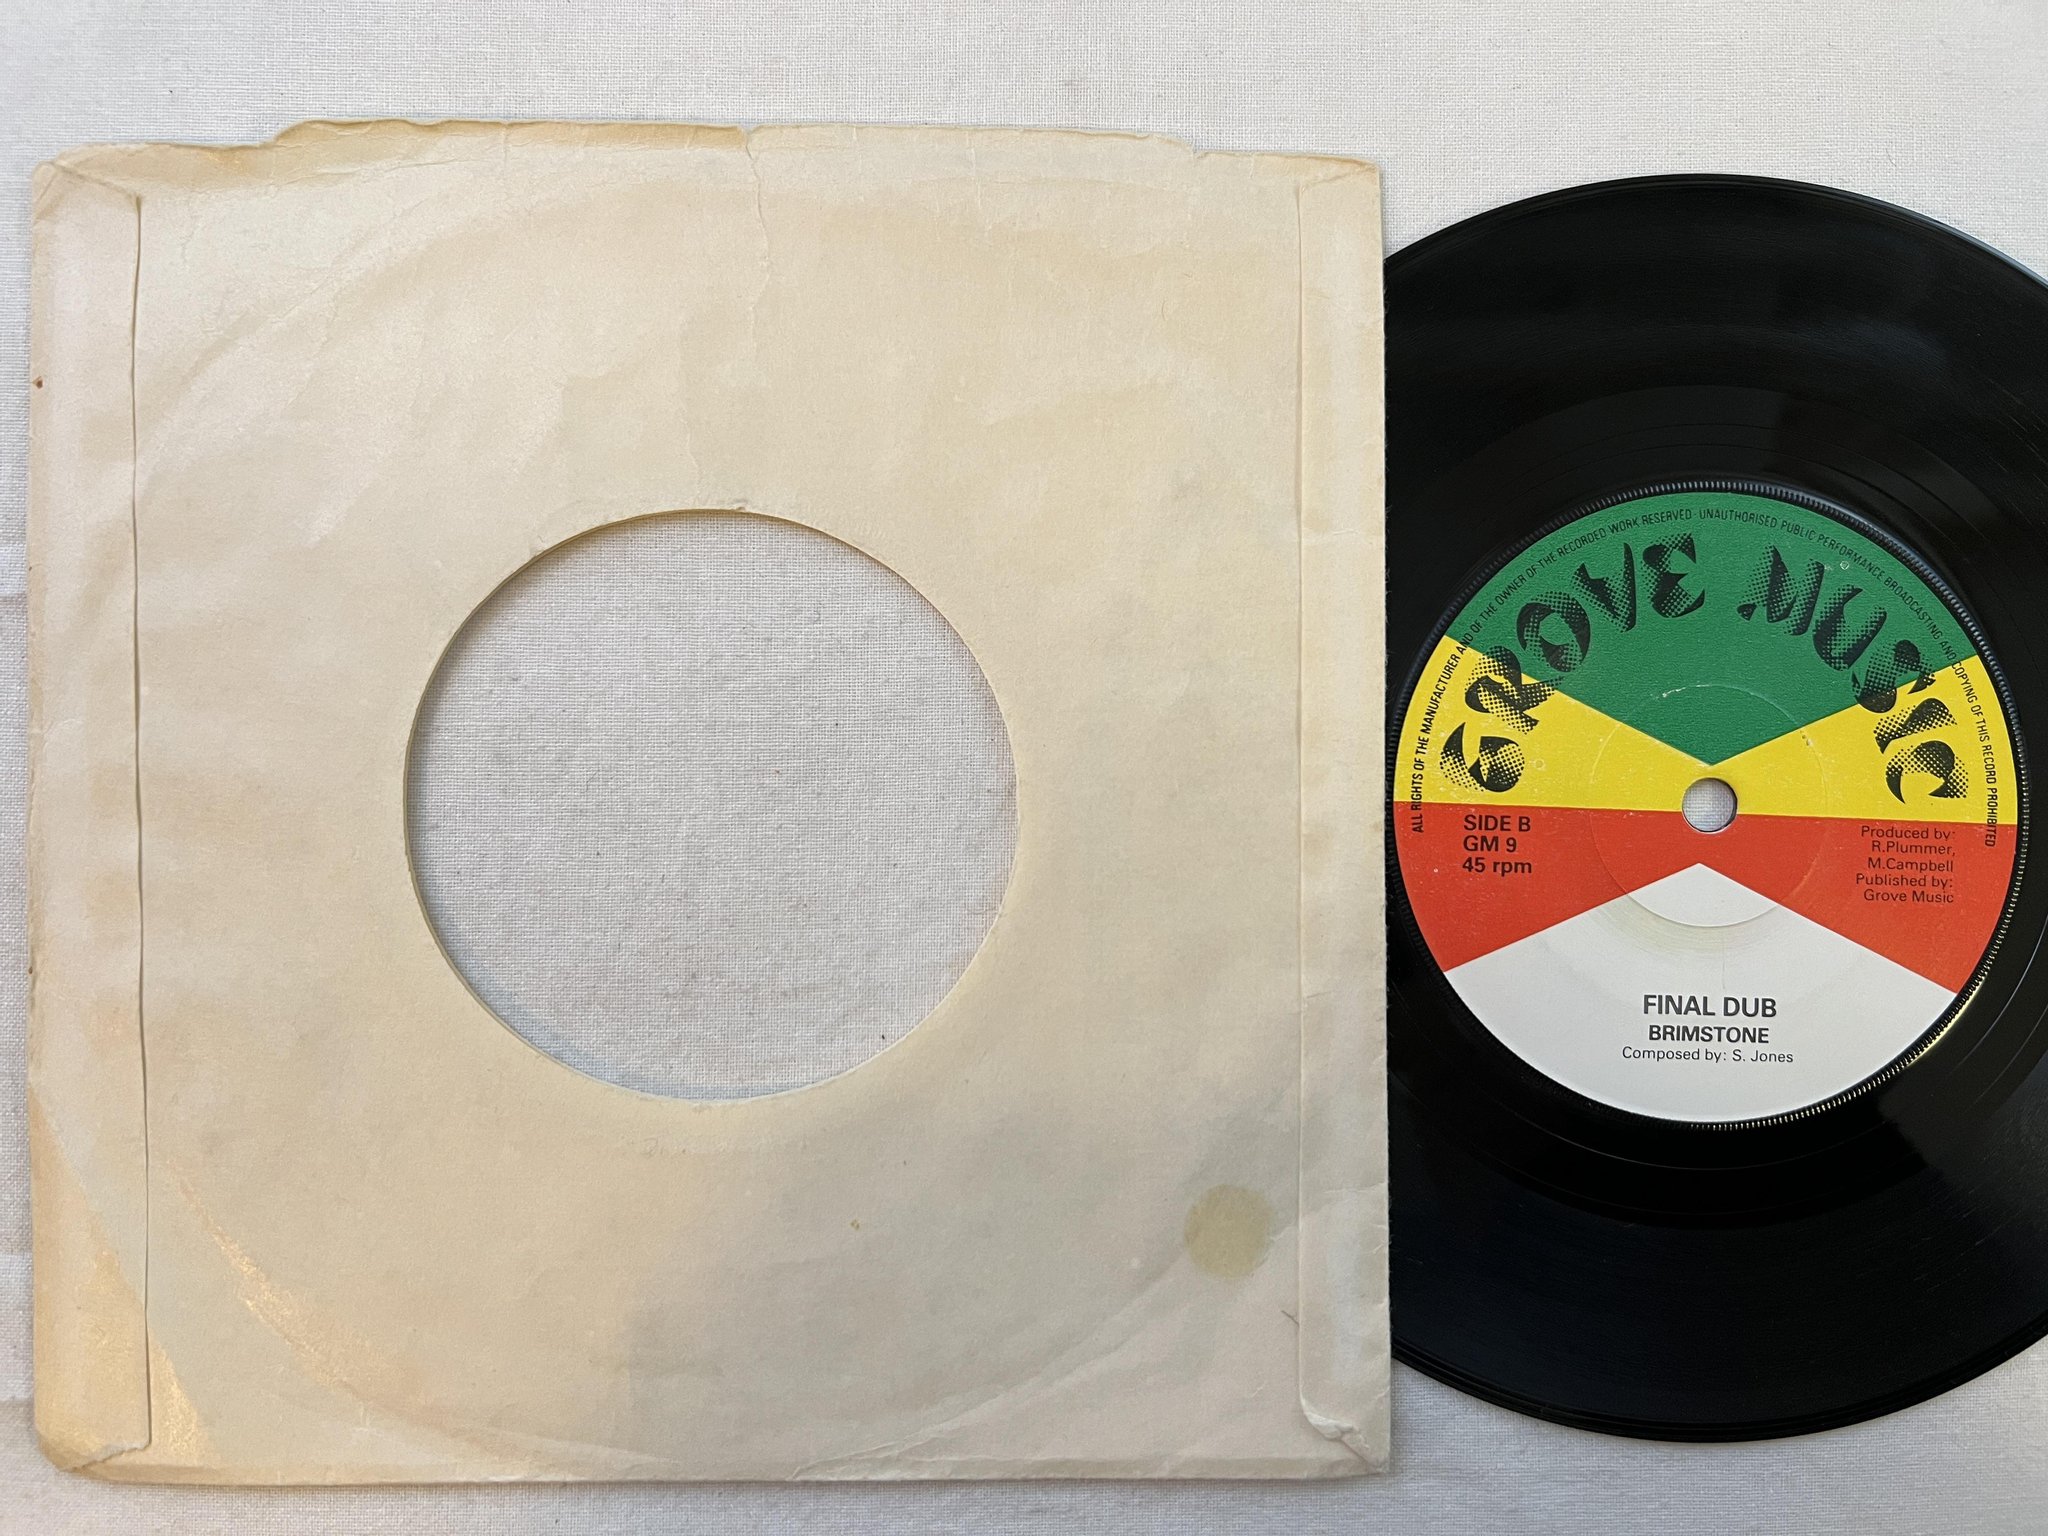 ALL RIGHTS OF THE MANUFACTURER AND OF THE OWNER OF THE RECORDED WORK RESERVED · UNAUTHORISED PUBLIC PERFORMANCE BROADCASTING AND COPYING OF THIS RECORD PROHIBITED
GROVE MUSIC
SIDE B
GM 9
45 rpm
Produced by:
R.Plummer,
M.Campbell
Published by:
Grove Music
FINAL DUB
BRIMSTONE
Composed by: S. Jones